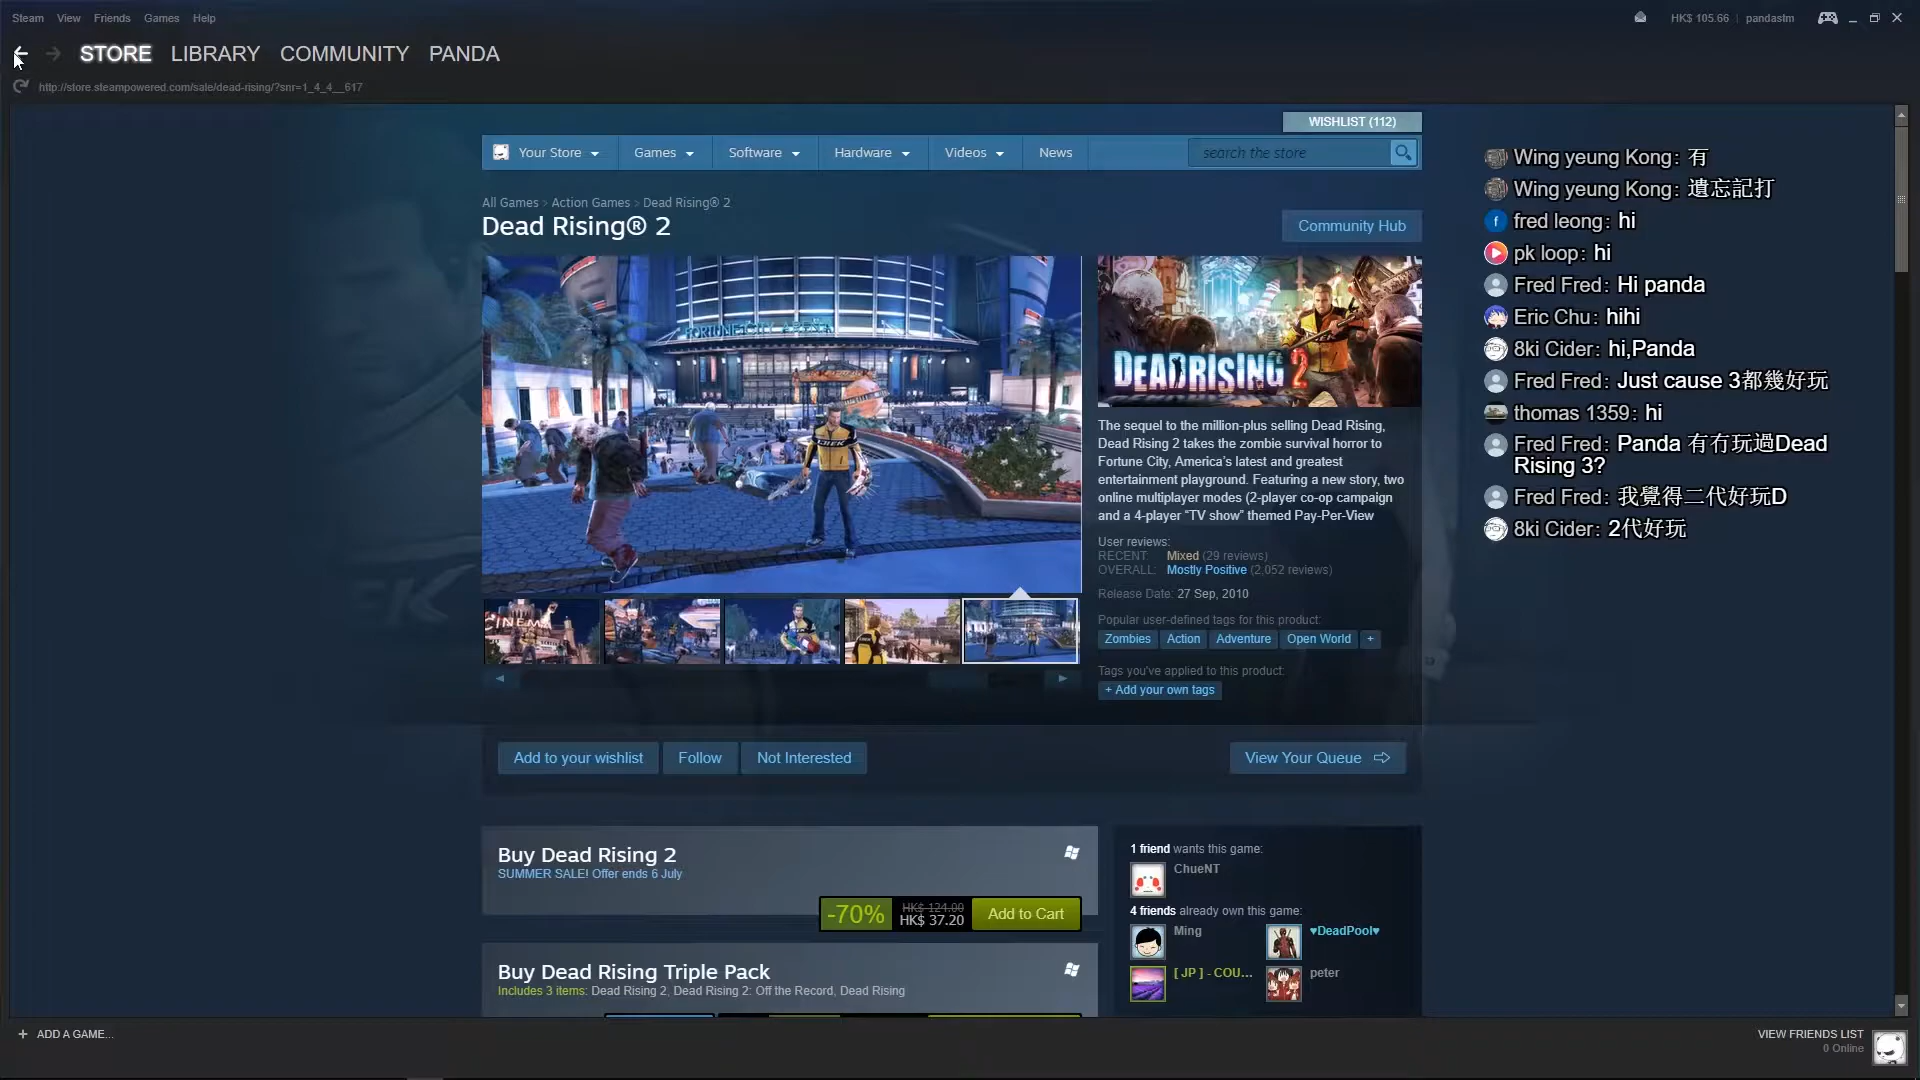 Steam View Friends Games Help
HK$ 105.66 | pandastm
STORE LIBRARY COMMUNITY PANDA
http://store.steampowered.com/sale/dead-rising/?snr=1_4_4__617
WISHLIST (112)
Your Store Games Software Hardware Videos News
search the store
All Games > Action Games > Dead Rising® 2
Dead Rising® 2
Community Hub
FORTUNE CITY ARENA
DEADRISING 2
The sequel to the million-plus selling Dead Rising,
Dead Rising 2 takes the zombie survival horror to
Fortune City, America's latest and greatest
entertainment playground. Featuring a new story, two
online multiplayer modes (2-player co-op campaign
and a 4-player "TV show" themed Pay-Per-View
User reviews:
RECENT: Mixed (29 reviews)
OVERALL: Mostly Positive (2,052 reviews)
Release Date: 27 Sep, 2010
Popular user-defined tags for this product:
Zombies Action Adventure Open World +
Tags you've applied to this product:
+ Add your own tags
CINEMA
Add to your wishlist Follow Not Interested
View Your Queue
Buy Dead Rising 2
SUMMER SALE! Offer ends 6 July
-70% HK$ 124.00
HK$ 37.20
Add to Cart
Buy Dead Rising Triple Pack
Includes 3 items: Dead Rising 2, Dead Rising 2: Off the Record, Dead Rising
1 friend wants this game:
ChueNT
4 friends already own this game:
Ming
♥DeadPool♥
[ JP ] - COU...
peter
Wing yeung Kong: 有
Wing yeung Kong: 遺忘記打
fred leong: hi
pk loop: hi
Fred Fred: Hi panda
Eric Chu: hihi
8ki Cider: hi,Panda
Fred Fred: Just cause 3都幾好玩
thomas 1359: hi
Fred Fred: Panda 有冇玩過Dead
Rising 3?
Fred Fred: 我覺得二代好玩D
8ki Cider: 2代好玩
+ ADD A GAME...
VIEW FRIENDS LIST
0 Online